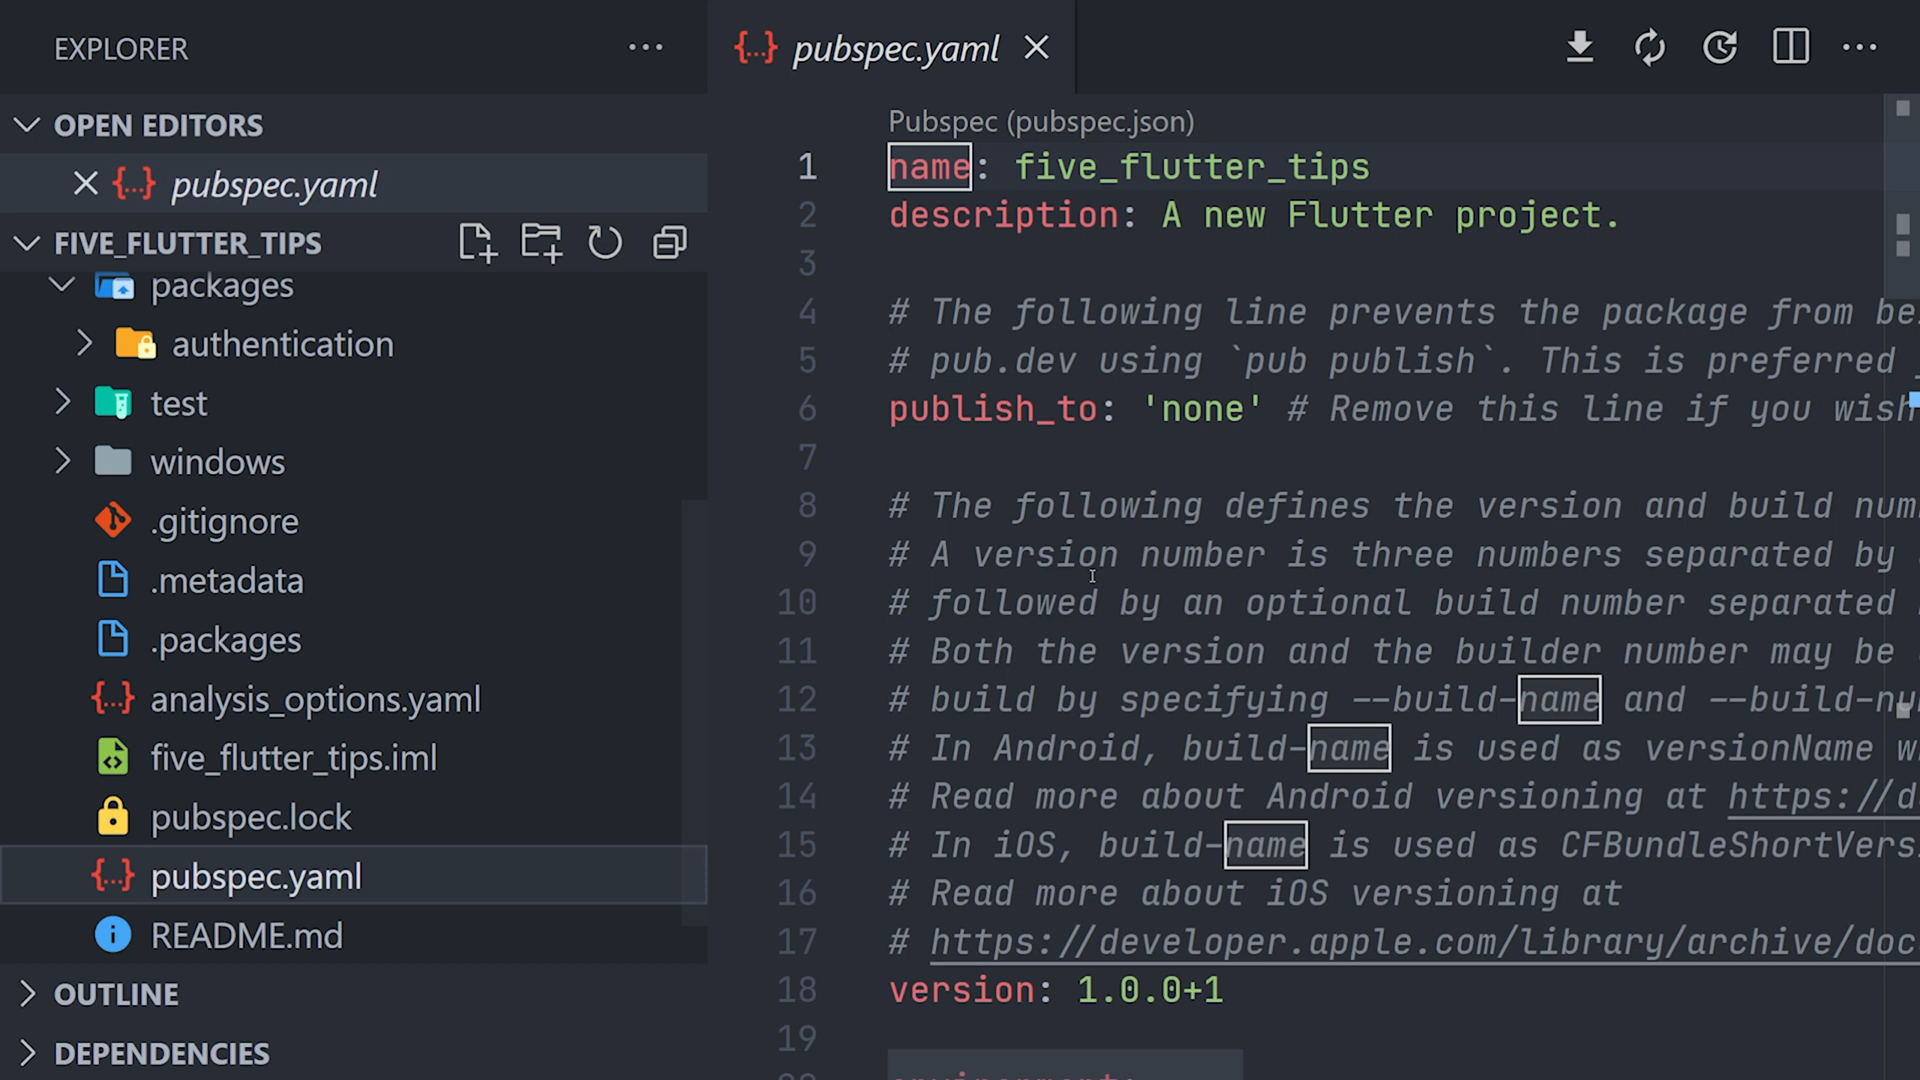 EXPLORER
OPEN EDITORS
pubspec.yaml
FIVE_FLUTTER_TIPS
packages
authentication
test
windows
.gitignore
.metadata
.packages
analysis_options.yaml
five_flutter_tips.iml
pubspec.lock
pubspec.yaml
README.md
OUTLINE
DEPENDENCIES
pubspec.yaml
Pubspec (pubspec.json)
1 name: five_flutter_tips
2 description: A new Flutter project.
3
4 # The following line prevents the package from be
5 # pub.dev using `pub publish`. This is preferred
6 publish_to: 'none' # Remove this line if you wish
7
8 # The following defines the version and build num
9 # A version number is three numbers separated by
10 # followed by an optional build number separated
11 # Both the version and the builder number may be
12 # build by specifying --build-name and --build-nu
13 # In Android, build-name is used as versionName w
14 # Read more about Android versioning at https://d
15 # In iOS, build-name is used as CFBundleShortVers
16 # Read more about iOS versioning at
17 # https://developer.apple.com/library/archive/doc
18 version: 1.0.0+1
19